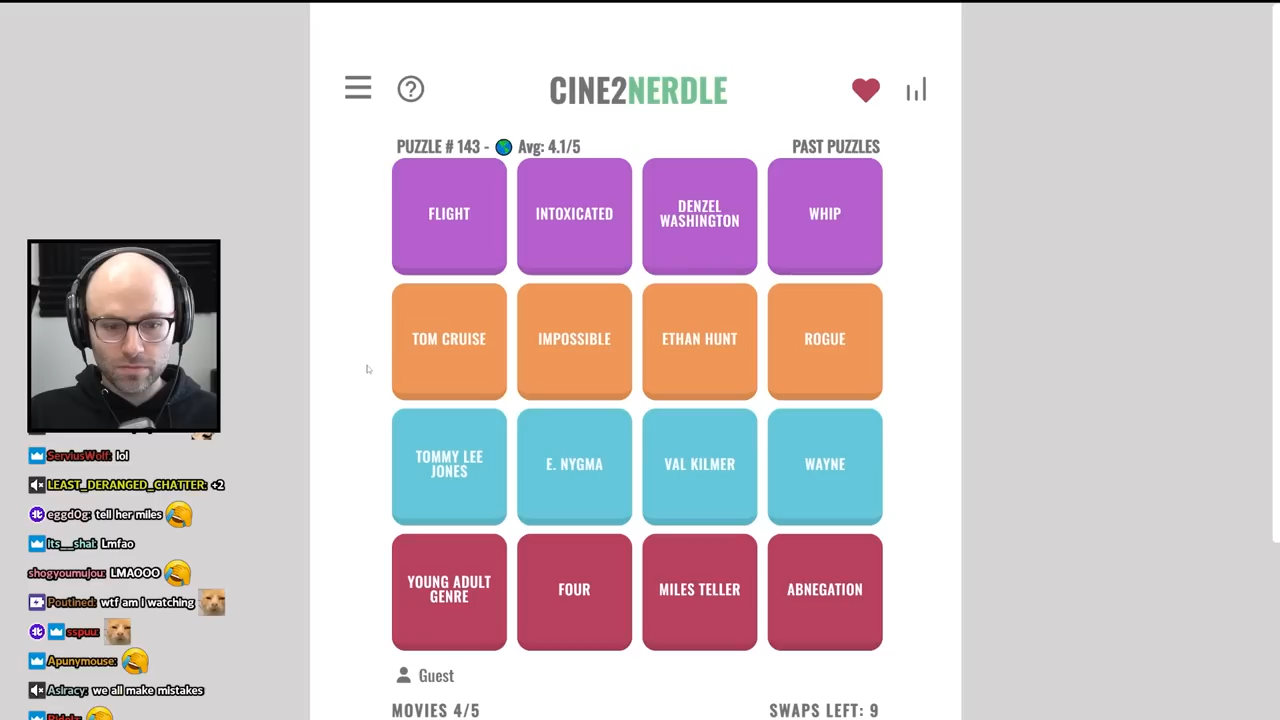 CINE2NERDLE
PUZZLE # 143 - Avg: 4.1/5
PAST PUZZLES
FLIGHT
INTOXICATED
DENZEL
WASHINGTON
WHIP
TOM CRUISE
IMPOSSIBLE
ETHAN HUNT
ROGUE
TOMMY LEE
JONES
E. NYGMA
VAL KILMER
WAYNE
YOUNG ADULT
GENRE
FOUR
MILES TELLER
ABNEGATION
Guest
MOVIES 4/5
SWAPS LEFT: 9
ServiusWolf: lol
LEAST_DERANGED_CHATTER: +2
eggd0g: tell her miles
Its__shat: Lmfao
shogyoumujou: LMAOOO
Poutined: wtf am I watching
sspuu:
Apunymouse:
Asiracy: we all make mistakes